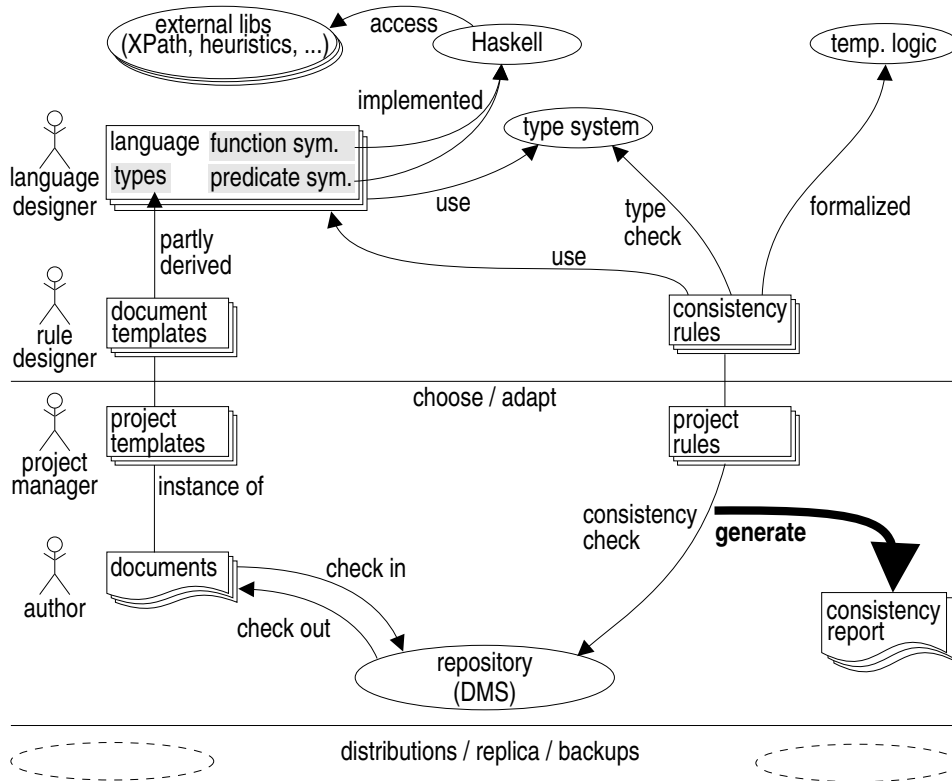 external libs
(XPath, heuristics, ...)
access
Haskell
temp. logic
implemented
language
designer
language
function sym.
types
predicate sym.
type system
use
type
check
formalized
partly
derived
use
rule
designer
document
templates
consistency
rules
choose / adapt
project
manager
project
templates
project
rules
instance of
consistency
check
generate
author
documents
check in
check out
consistency
report
repository
(DMS)
distributions / replica / backups